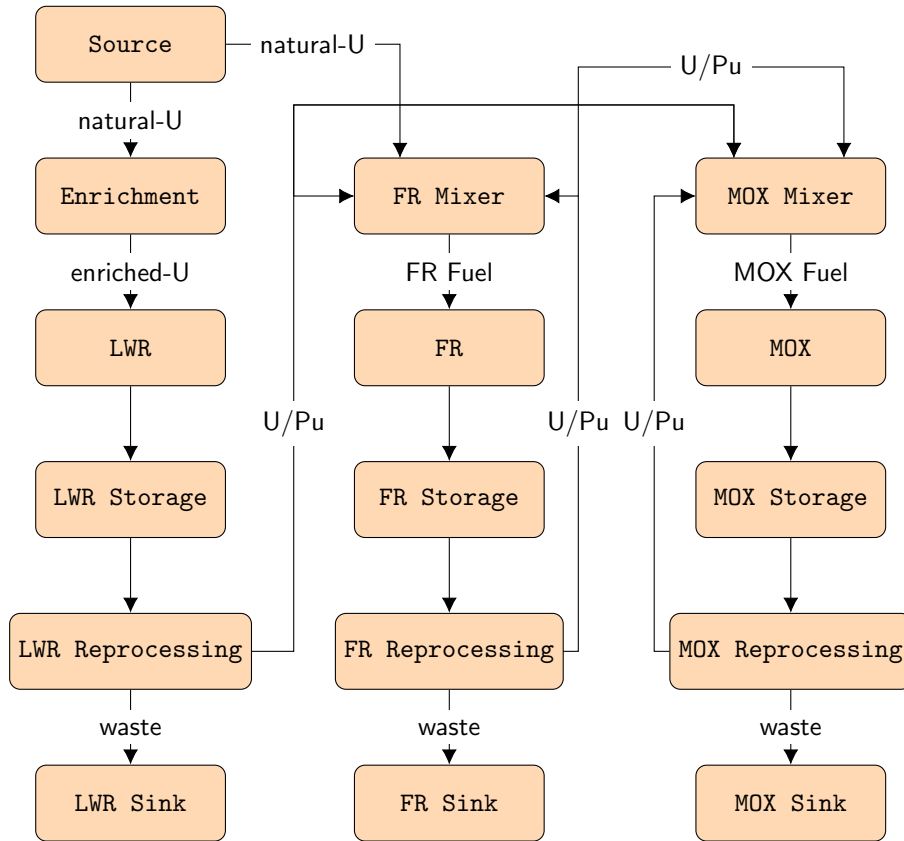 Source
natural-U
U/Pu
natural-U
Enrichment
FR Mixer
MOX Mixer
enriched-U
FR Fuel
MOX Fuel
LWR
FR
MOX
U/Pu
U/Pu
U/Pu
LWR Storage
FR Storage
MOX Storage
LWR Reprocessing
FR Reprocessing
MOX Reprocessing
waste
waste
waste
LWR Sink
FR Sink
MOX Sink